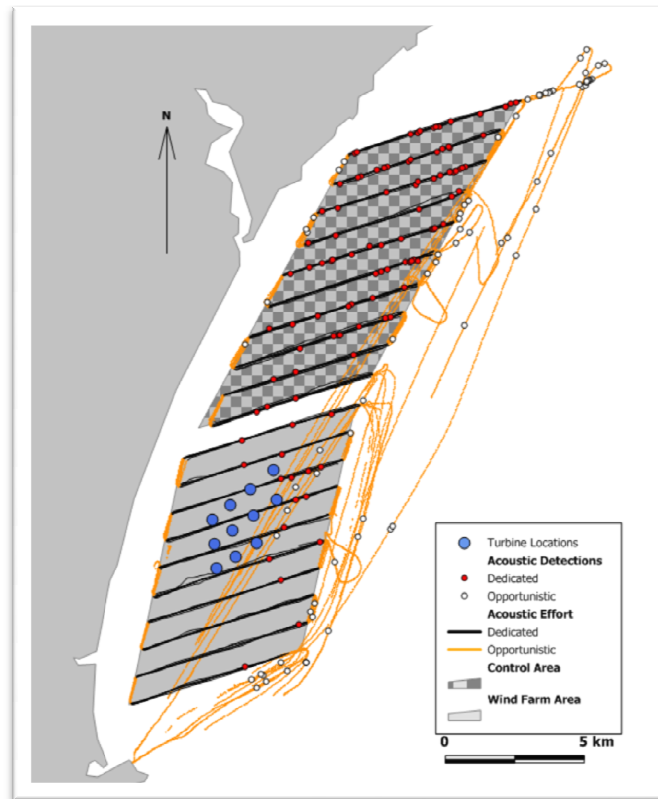 N
Turbine Locations
Acoustic Detections
Dedicated
Opportunistic
Acoustic Effort
Dedicated
Opportunistic
Control Area
Wind Farm Area
0 5 km